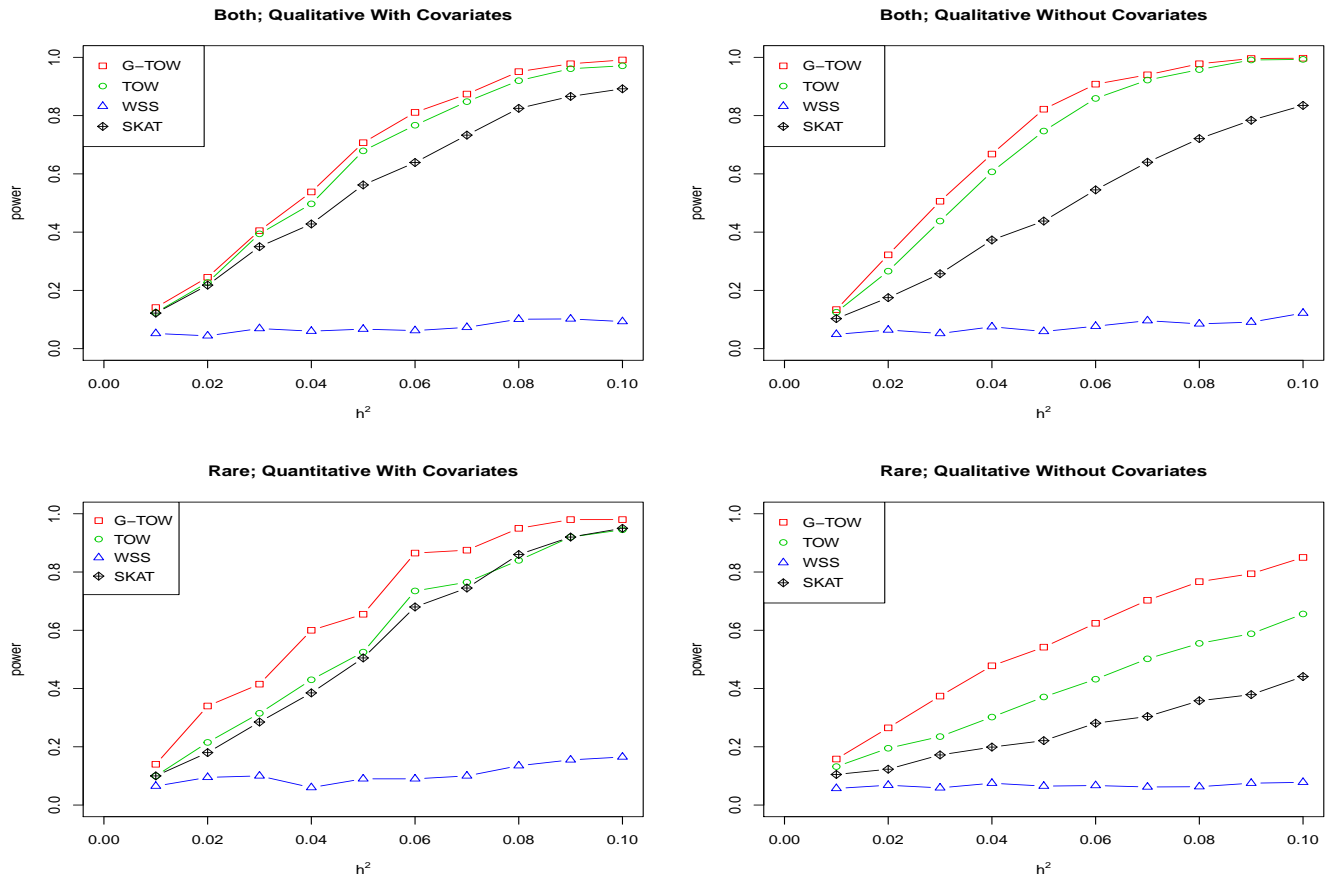 Both; Qualitative With Covariates
G−TOW
TOW
WSS
SKAT
power
0.0
0.2
0.4
0.6
0.8
1.0
0.00 0.02 0.04 0.06 0.08 0.10
h²
Both; Qualitative Without Covariates
G−TOW
TOW
WSS
SKAT
power
0.0
0.2
0.4
0.6
0.8
1.0
0.00 0.02 0.04 0.06 0.08 0.10
h²
Rare; Quantitative With Covariates
G−TOW
TOW
WSS
SKAT
power
0.0
0.2
0.4
0.6
0.8
1.0
0.00 0.02 0.04 0.06 0.08 0.10
h²
Rare; Qualitative Without Covariates
G−TOW
TOW
WSS
SKAT
power
0.0
0.2
0.4
0.6
0.8
1.0
0.00 0.02 0.04 0.06 0.08 0.10
h²